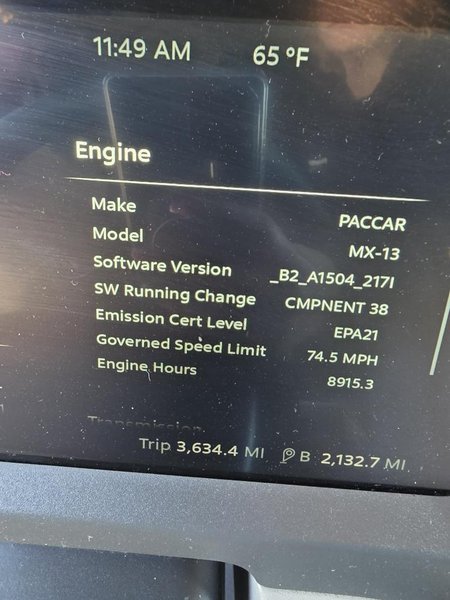 11:49 AM 65 ºF
Engine
Make PACCAR
Model MX-13
Software Version _B2_A1504_217I
SW Running Change CMPNENT 38
Emission Cert Level EPA21
Governed Speed Limit 74.5 MPH
Engine Hours 8915.3
Transmission
Trip 3,634.4 MI B 2,132.7 MI